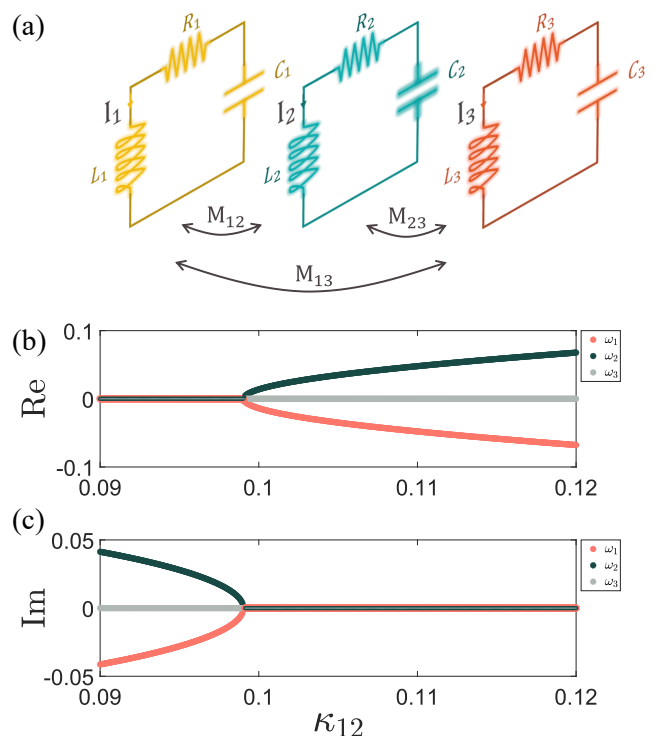 (a)
R₁
C₁
I₁
L₁
R₂
C₂
I₂
L₂
R₃
C₃
I₃
L₃
M₁₂
M₂₃
M₁₃
(b)
Re
0.1
0
-0.1
0.09
0.1
0.11
0.12
ω₁
ω₂
ω₃
(c)
Im
0.05
0
-0.05
0.09
0.1
0.11
0.12
κ₁₂
ω₁
ω₂
ω₃